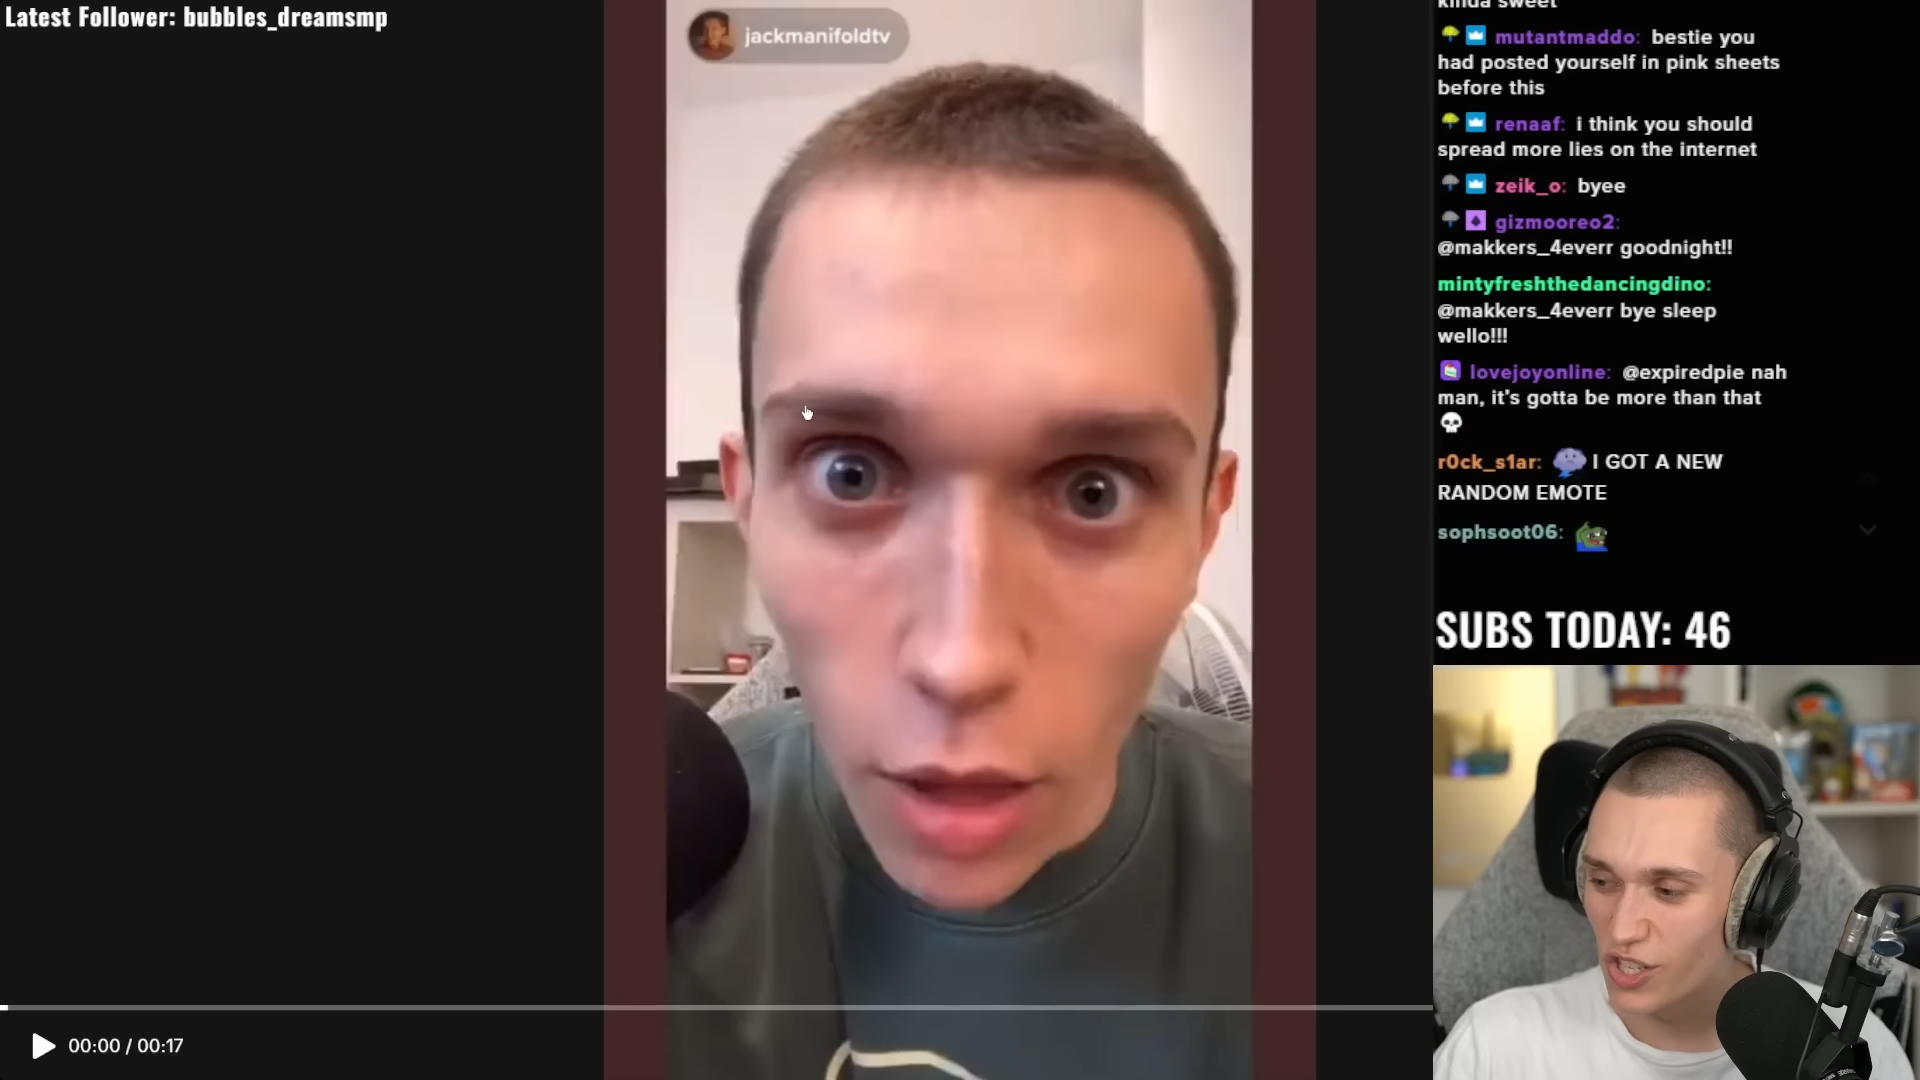 Latest Follower: bubbles_dreamsmp
jackmanifoldtv
kinda sweet
mutantmaddo: bestie you
had posted yourself in pink sheets
before this
renaaf: i think you should
spread more lies on the internet
zeik_o: byee
gizmooreo2:
@makkers_4everr goodnight!!
mintyfreshthedancingdino:
@makkers_4everr bye sleep
wello!!!
lovejoyonline: @expiredpie nah
man, it's gotta be more than that
r0ck_s1ar: I GOT A NEW
RANDOM EMOTE
sophsoot06:
SUBS TODAY: 46
00:00 / 00:17